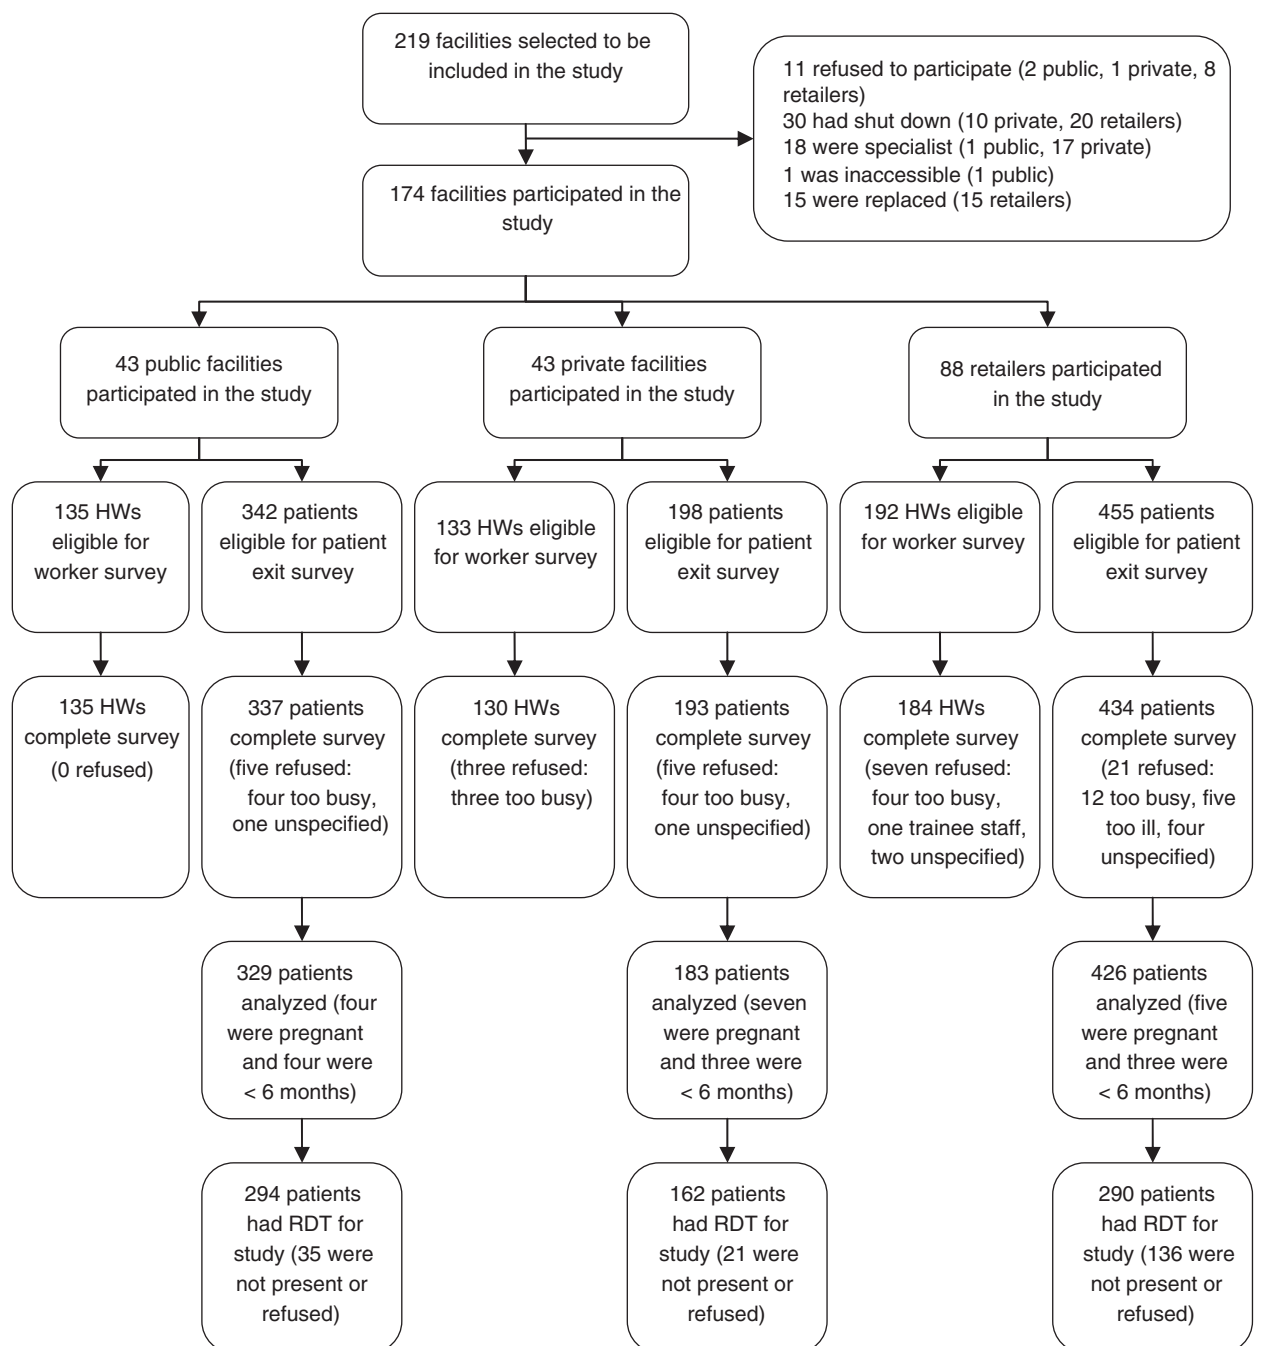 219 facilities selected to be
included in the study
11 refused to participate (2 public, 1 private, 8
retailers)
30 had shut down (10 private, 20 retailers)
18 were specialist (1 public, 17 private)
1 was inaccessible (1 public)
15 were replaced (15 retailers)
174 facilities participated in the
study
43 public facilities
participated in the study
43 private facilities
participated in the study
88 retailers participated
in the study
135 HWs
eligible for
worker survey
342 patients
eligible for patient
exit survey
133 HWs eligible
for worker survey
198 patients
eligible for patient
exit survey
192 HWs eligible
for worker survey
455 patients
eligible for patient
exit survey
135 HWs
complete survey
(0 refused)
337 patients
complete survey
(five refused:
four too busy,
one unspecified)
130 HWs
complete survey
(three refused:
three too busy)
193 patients
complete survey
(five refused:
four too busy,
one unspecified)
184 HWs
complete survey
(seven refused:
four too busy,
one trainee staff,
two unspecified)
434 patients
complete survey
(21 refused:
12 too busy, five
too ill, four
unspecified)
329 patients
analyzed (four
were pregnant
and four were
< 6 months)
183 patients
analyzed (seven
were pregnant
and three were
< 6 months)
426 patients
analyzed (five
were pregnant
and three were
< 6 months)
294 patients
had RDT for
study (35 were
not present or
refused)
162 patients
had RDT for
study (21 were
not present or
refused)
290 patients
had RDT for
study (136 were
not present or
refused)